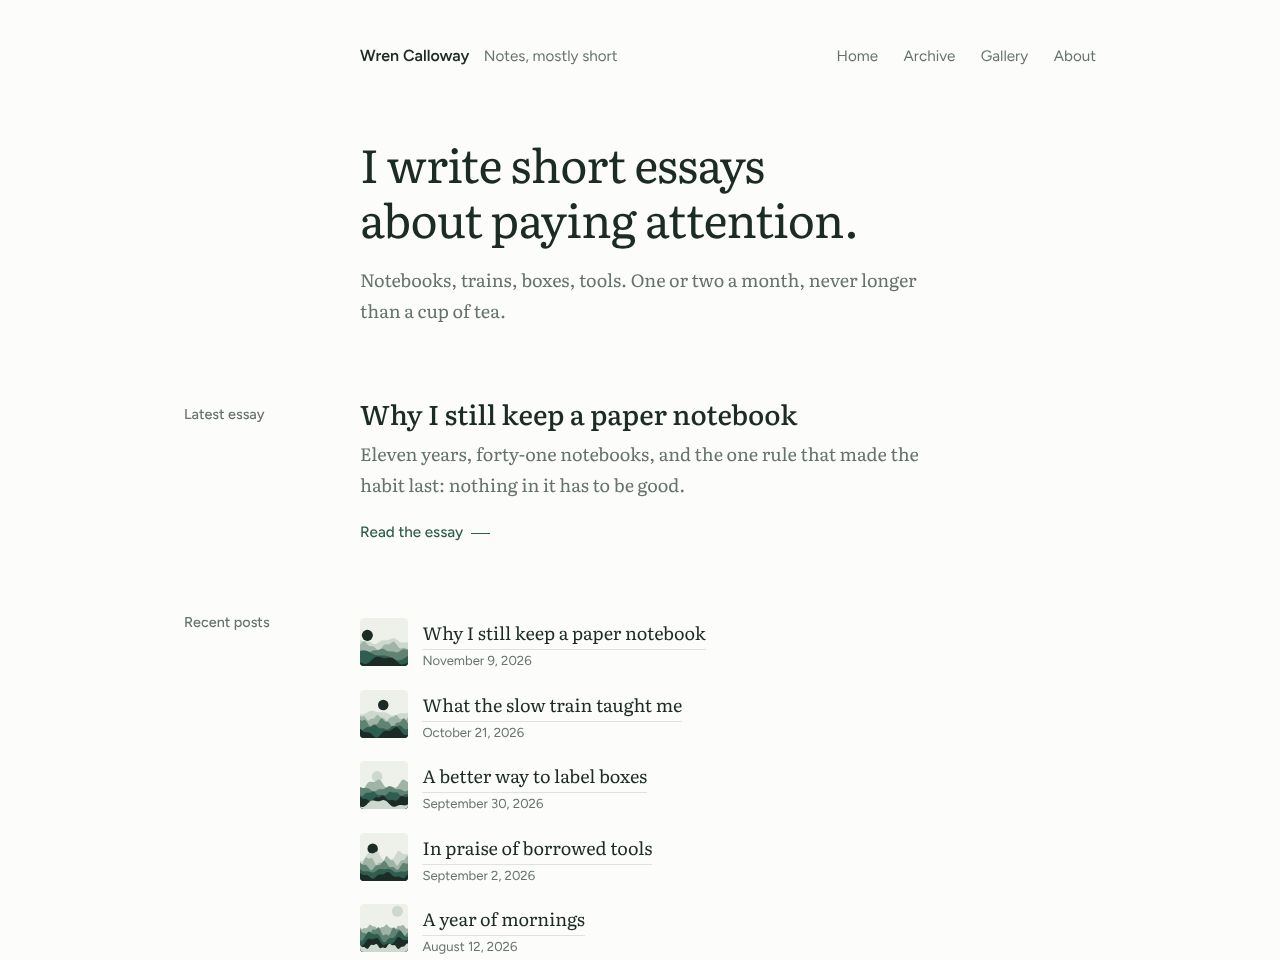 Wren Calloway Notes, mostly short Home Archive Gallery About
I write short essays
about paying attention.
Notebooks, trains, boxes, tools. One or two a month, never longer
than a cup of tea.
Latest essay
Why I still keep a paper notebook
Eleven years, forty-one notebooks, and the one rule that made the
habit last: nothing in it has to be good.
Read the essay —
Recent posts
Why I still keep a paper notebook
November 9, 2026
What the slow train taught me
October 21, 2026
A better way to label boxes
September 30, 2026
In praise of borrowed tools
September 2, 2026
A year of mornings
August 12, 2026